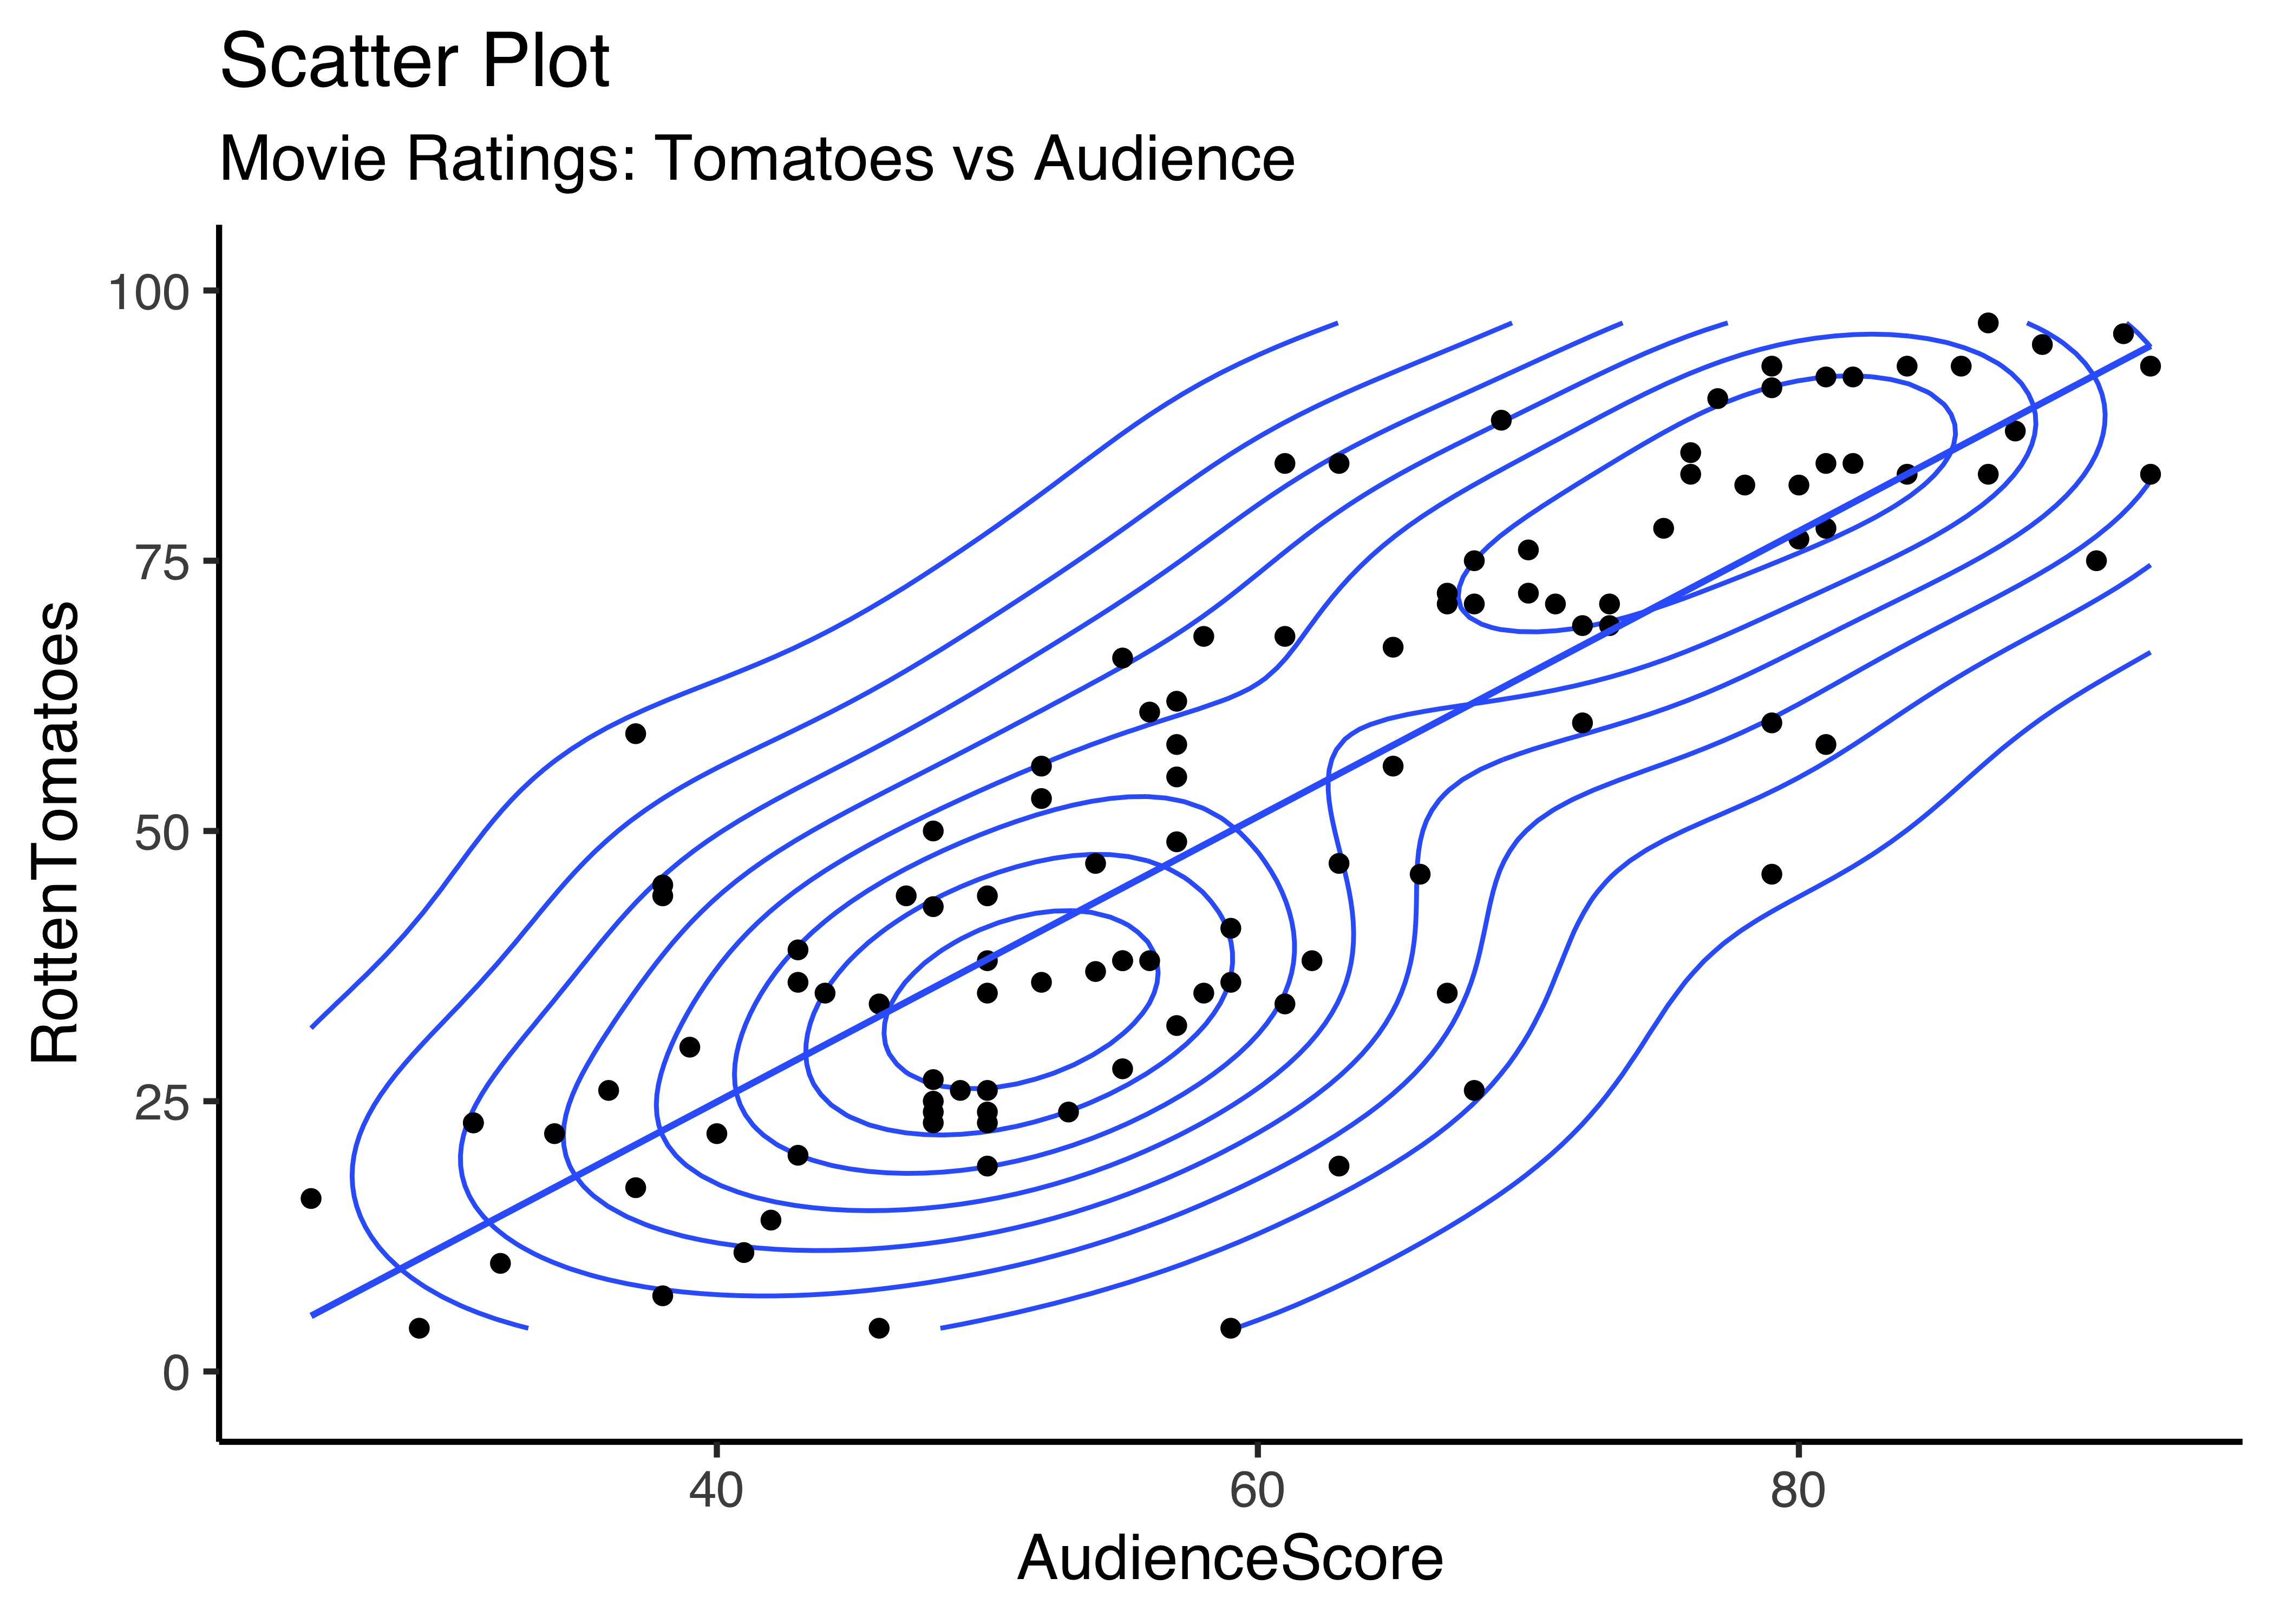 Scatter Plot
Movie Ratings: Tomatoes vs Audience
100
75
50
25
0
RottenTomatoes
40 60 80
AudienceScore